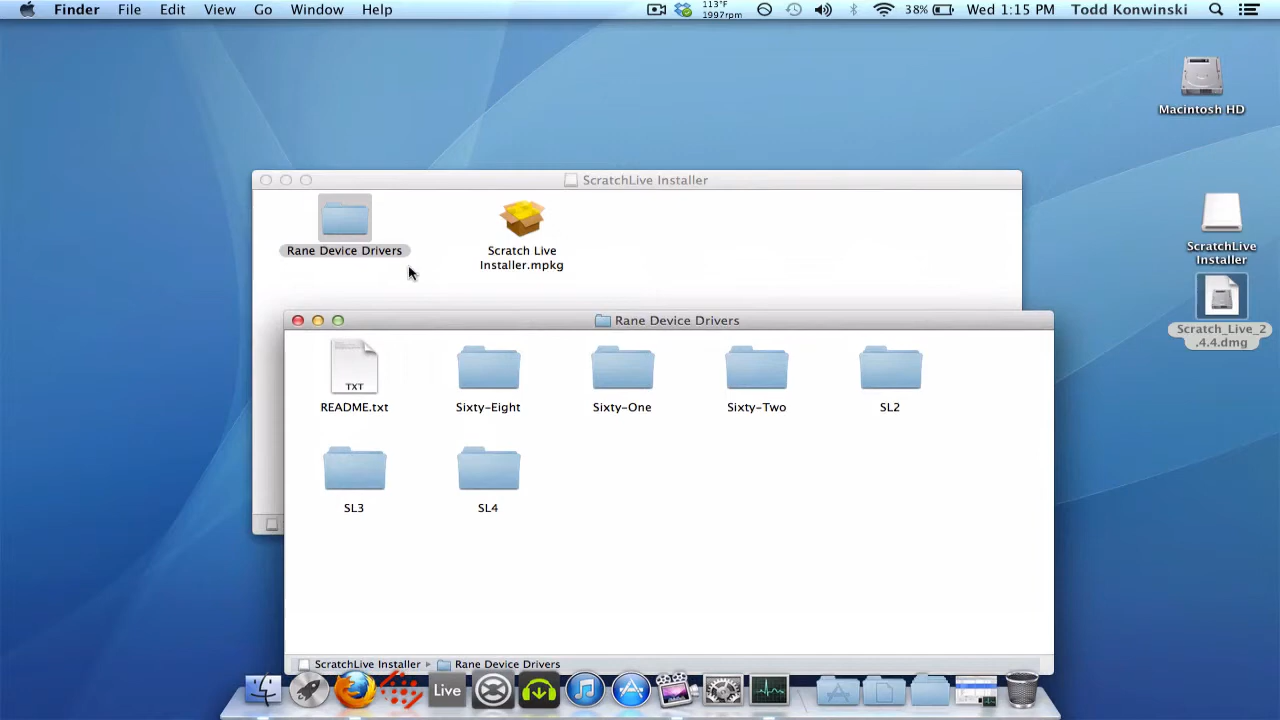 Finder File Edit View Go Window Help 113°F 1997rpm 38% Wed 1:15 PM Todd Konwinski
Macintosh HD
ScratchLive Installer
Rane Device Drivers
Scratch Live
Installer.mpkg
ScratchLive
Installer
Scratch_Live_2
.4.4.dmg
Rane Device Drivers
TXT
README.txt Sixty-Eight Sixty-One Sixty-Two SL2
SL3 SL4
ScratchLive Installer Rane Device Drivers
Live